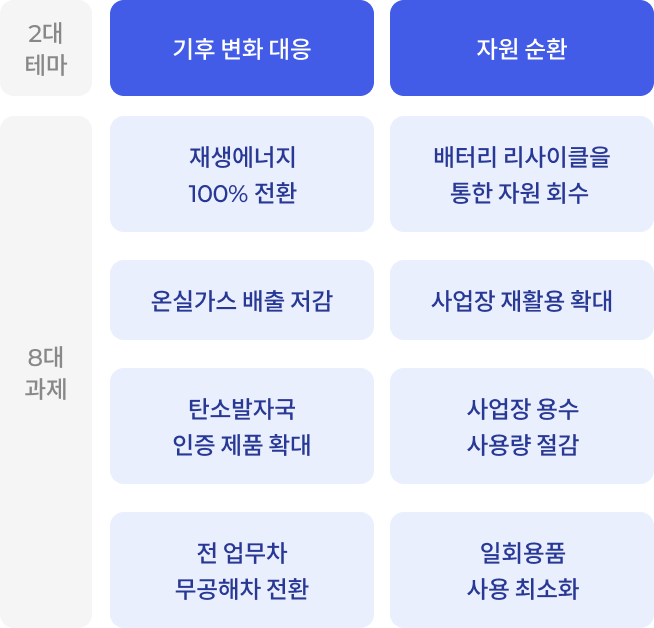 2대
테마
기후 변화 대응
자원 순환
8대
과제
재생에너지
100% 전환
배터리 리사이클을
통한 자원 회수
온실가스 배출 저감
사업장 재활용 확대
탄소발자국
인증 제품 확대
사업장 용수
사용량 절감
전 업무차
무공해차 전환
일회용품
사용 최소화